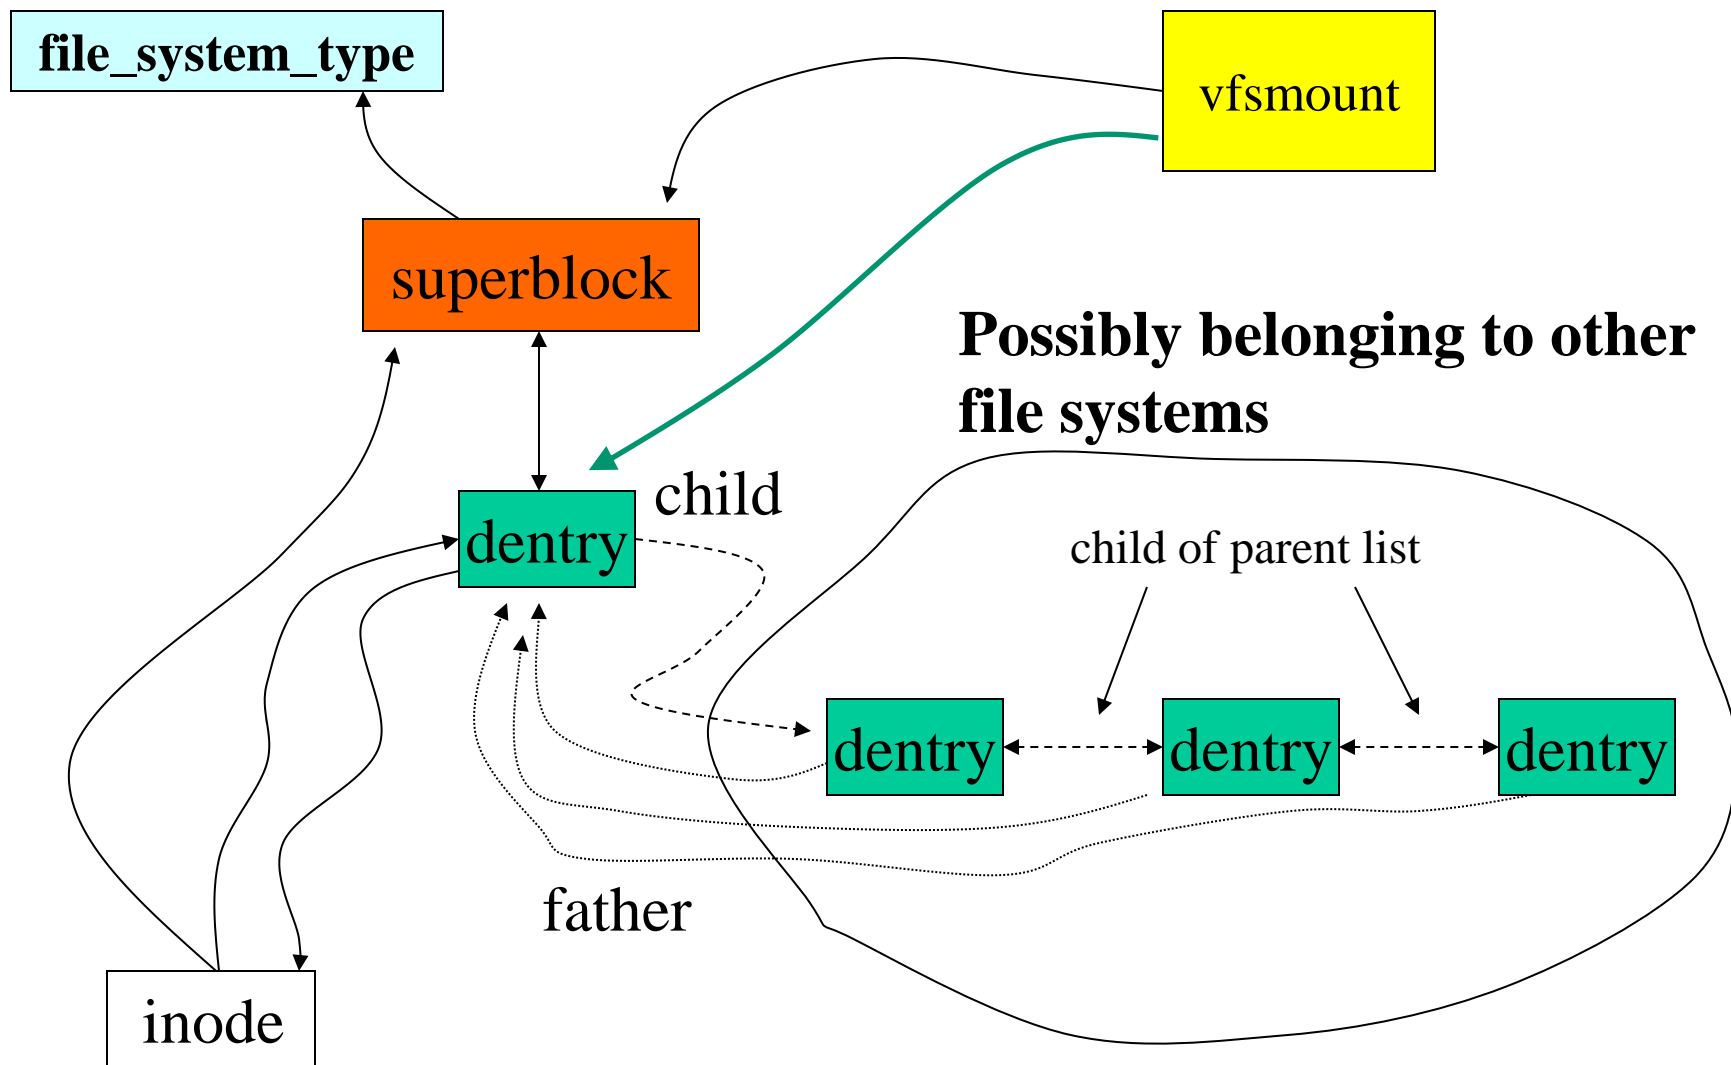 file_system_type
vfsmount
superblock
Possibly belonging to other
file systems
child
dentry
child of parent list
dentry
dentry
dentry
father
inode